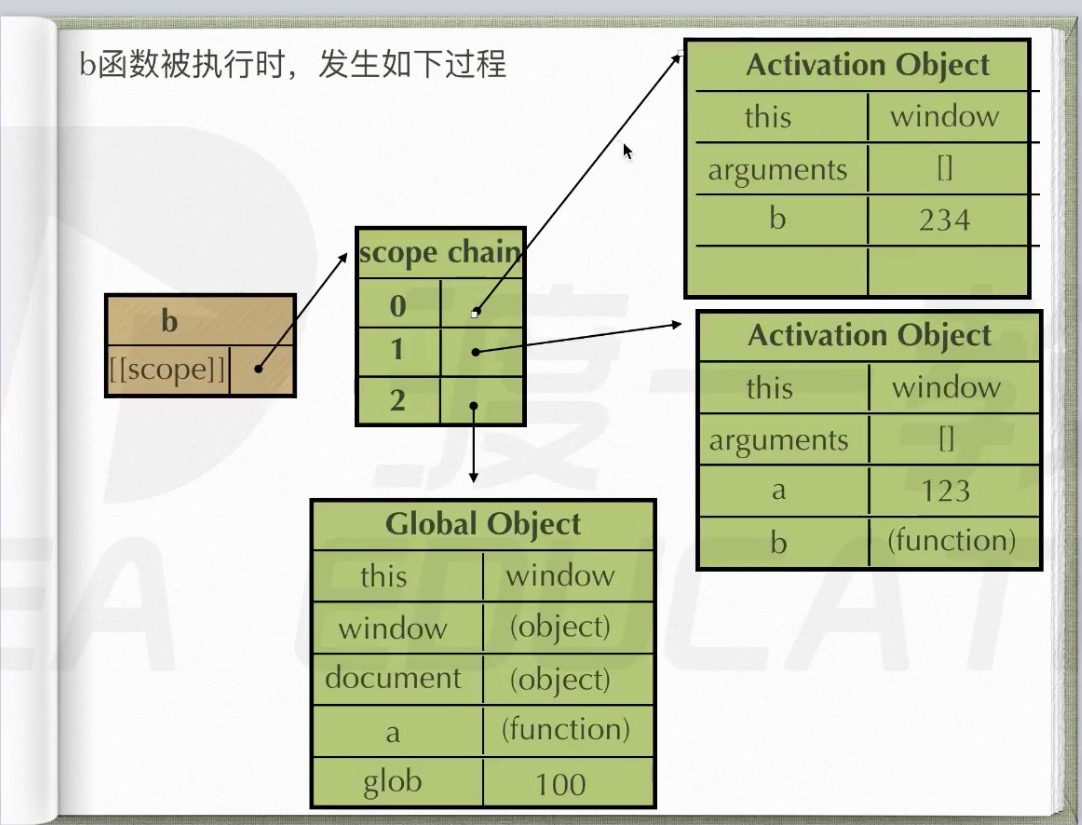 b函数被执行时，发生如下过程
Activation Object
this window
arguments []
b 234
scope chain
0
1
2
b
[[scope]]
Activation Object
this window
arguments []
a 123
b (function)
Global Object
this window
window (object)
document (object)
a (function)
glob 100